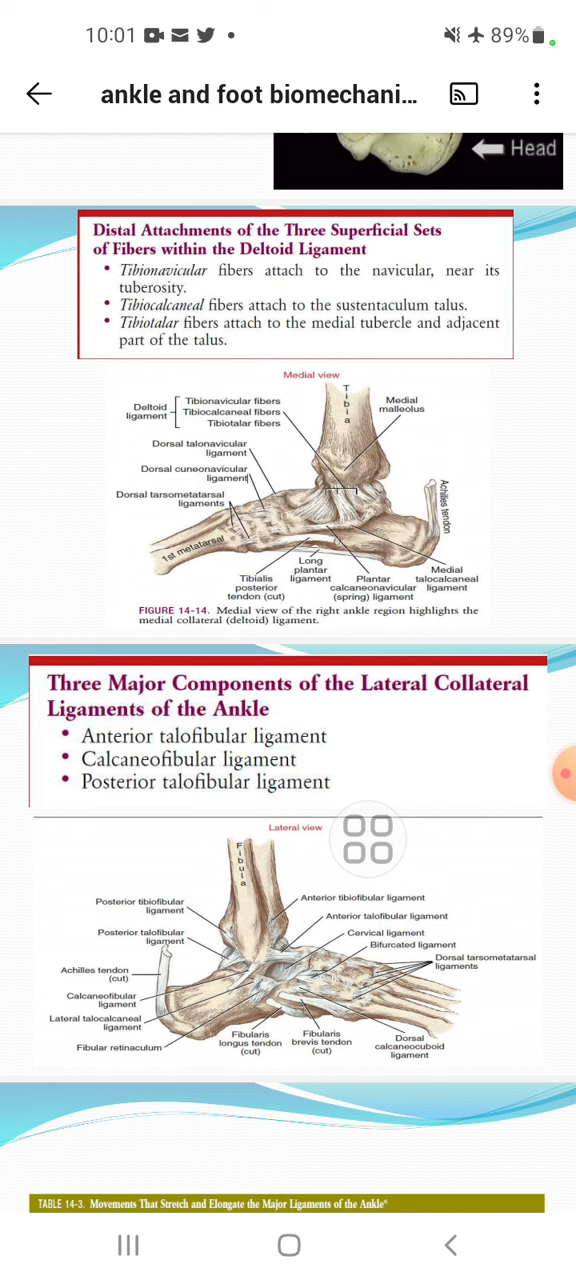 10:01
89%
ankle and foot biomechani...
Head
Distal Attachments of the Three Superficial Sets
of Fibers within the Deltoid Ligament
• Tibionavicular fibers attach to the navicular, near its
tuberosity.
• Tibiocalcaneal fibers attach to the sustentaculum talus.
• Tibiotalar fibers attach to the medial tubercle and adjacent
part of the talus.
Medial view
Deltoid
ligament
Tibionavicular fibers
Tibiocalcaneal fibers
Tibiotalar fibers
Tibia
Medial
malleolus
Dorsal talonavicular
ligament
Dorsal cuneonavicular
ligament
Dorsal tarsometatarsal
ligaments
Achilles tendon
1st metatarsal
Tibialis
posterior
tendon (cut)
Long
plantar
ligament
Plantar
calcaneonavicular
(spring) ligament
Medial
talocalcaneal
ligament
FIGURE 14-14. Medial view of the right ankle region highlights the
medial collateral (deltoid) ligament.
Three Major Components of the Lateral Collateral
Ligaments of the Ankle
• Anterior talofibular ligament
• Calcaneofibular ligament
• Posterior talofibular ligament
Lateral view
Fibula
Posterior tibiofibular
ligament
Posterior talofibular
ligament
Achilles tendon
(cut)
Calcaneofibular
ligament
Lateral talocalcaneal
ligament
Fibular retinaculum
Anterior tibiofibular ligament
Anterior talofibular ligament
Cervical ligament
Bifurcated ligament
Dorsal tarsometatarsal
ligaments
Fibularis
longus tendon
(cut)
Fibularis
brevis tendon
(cut)
Dorsal
calcaneocuboid
ligament
TABLE 14-3. Movements That Stretch and Elongate the Major Ligaments of the Ankle*